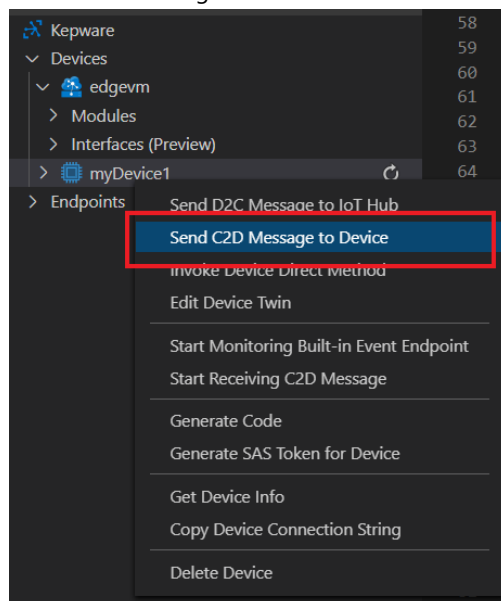 Kepware
58
Devices
59
60
edgevm
61
Modules
62
Interfaces (Preview)
63
myDevice1
64
Endpoints
Send D2C Message to IoT Hub
Send C2D Message to Device
Invoke Device Direct Method
Edit Device Twin
Start Monitoring Built-in Event Endpoint
Start Receiving C2D Message
Generate Code
Generate SAS Token for Device
Get Device Info
Copy Device Connection String
Delete Device